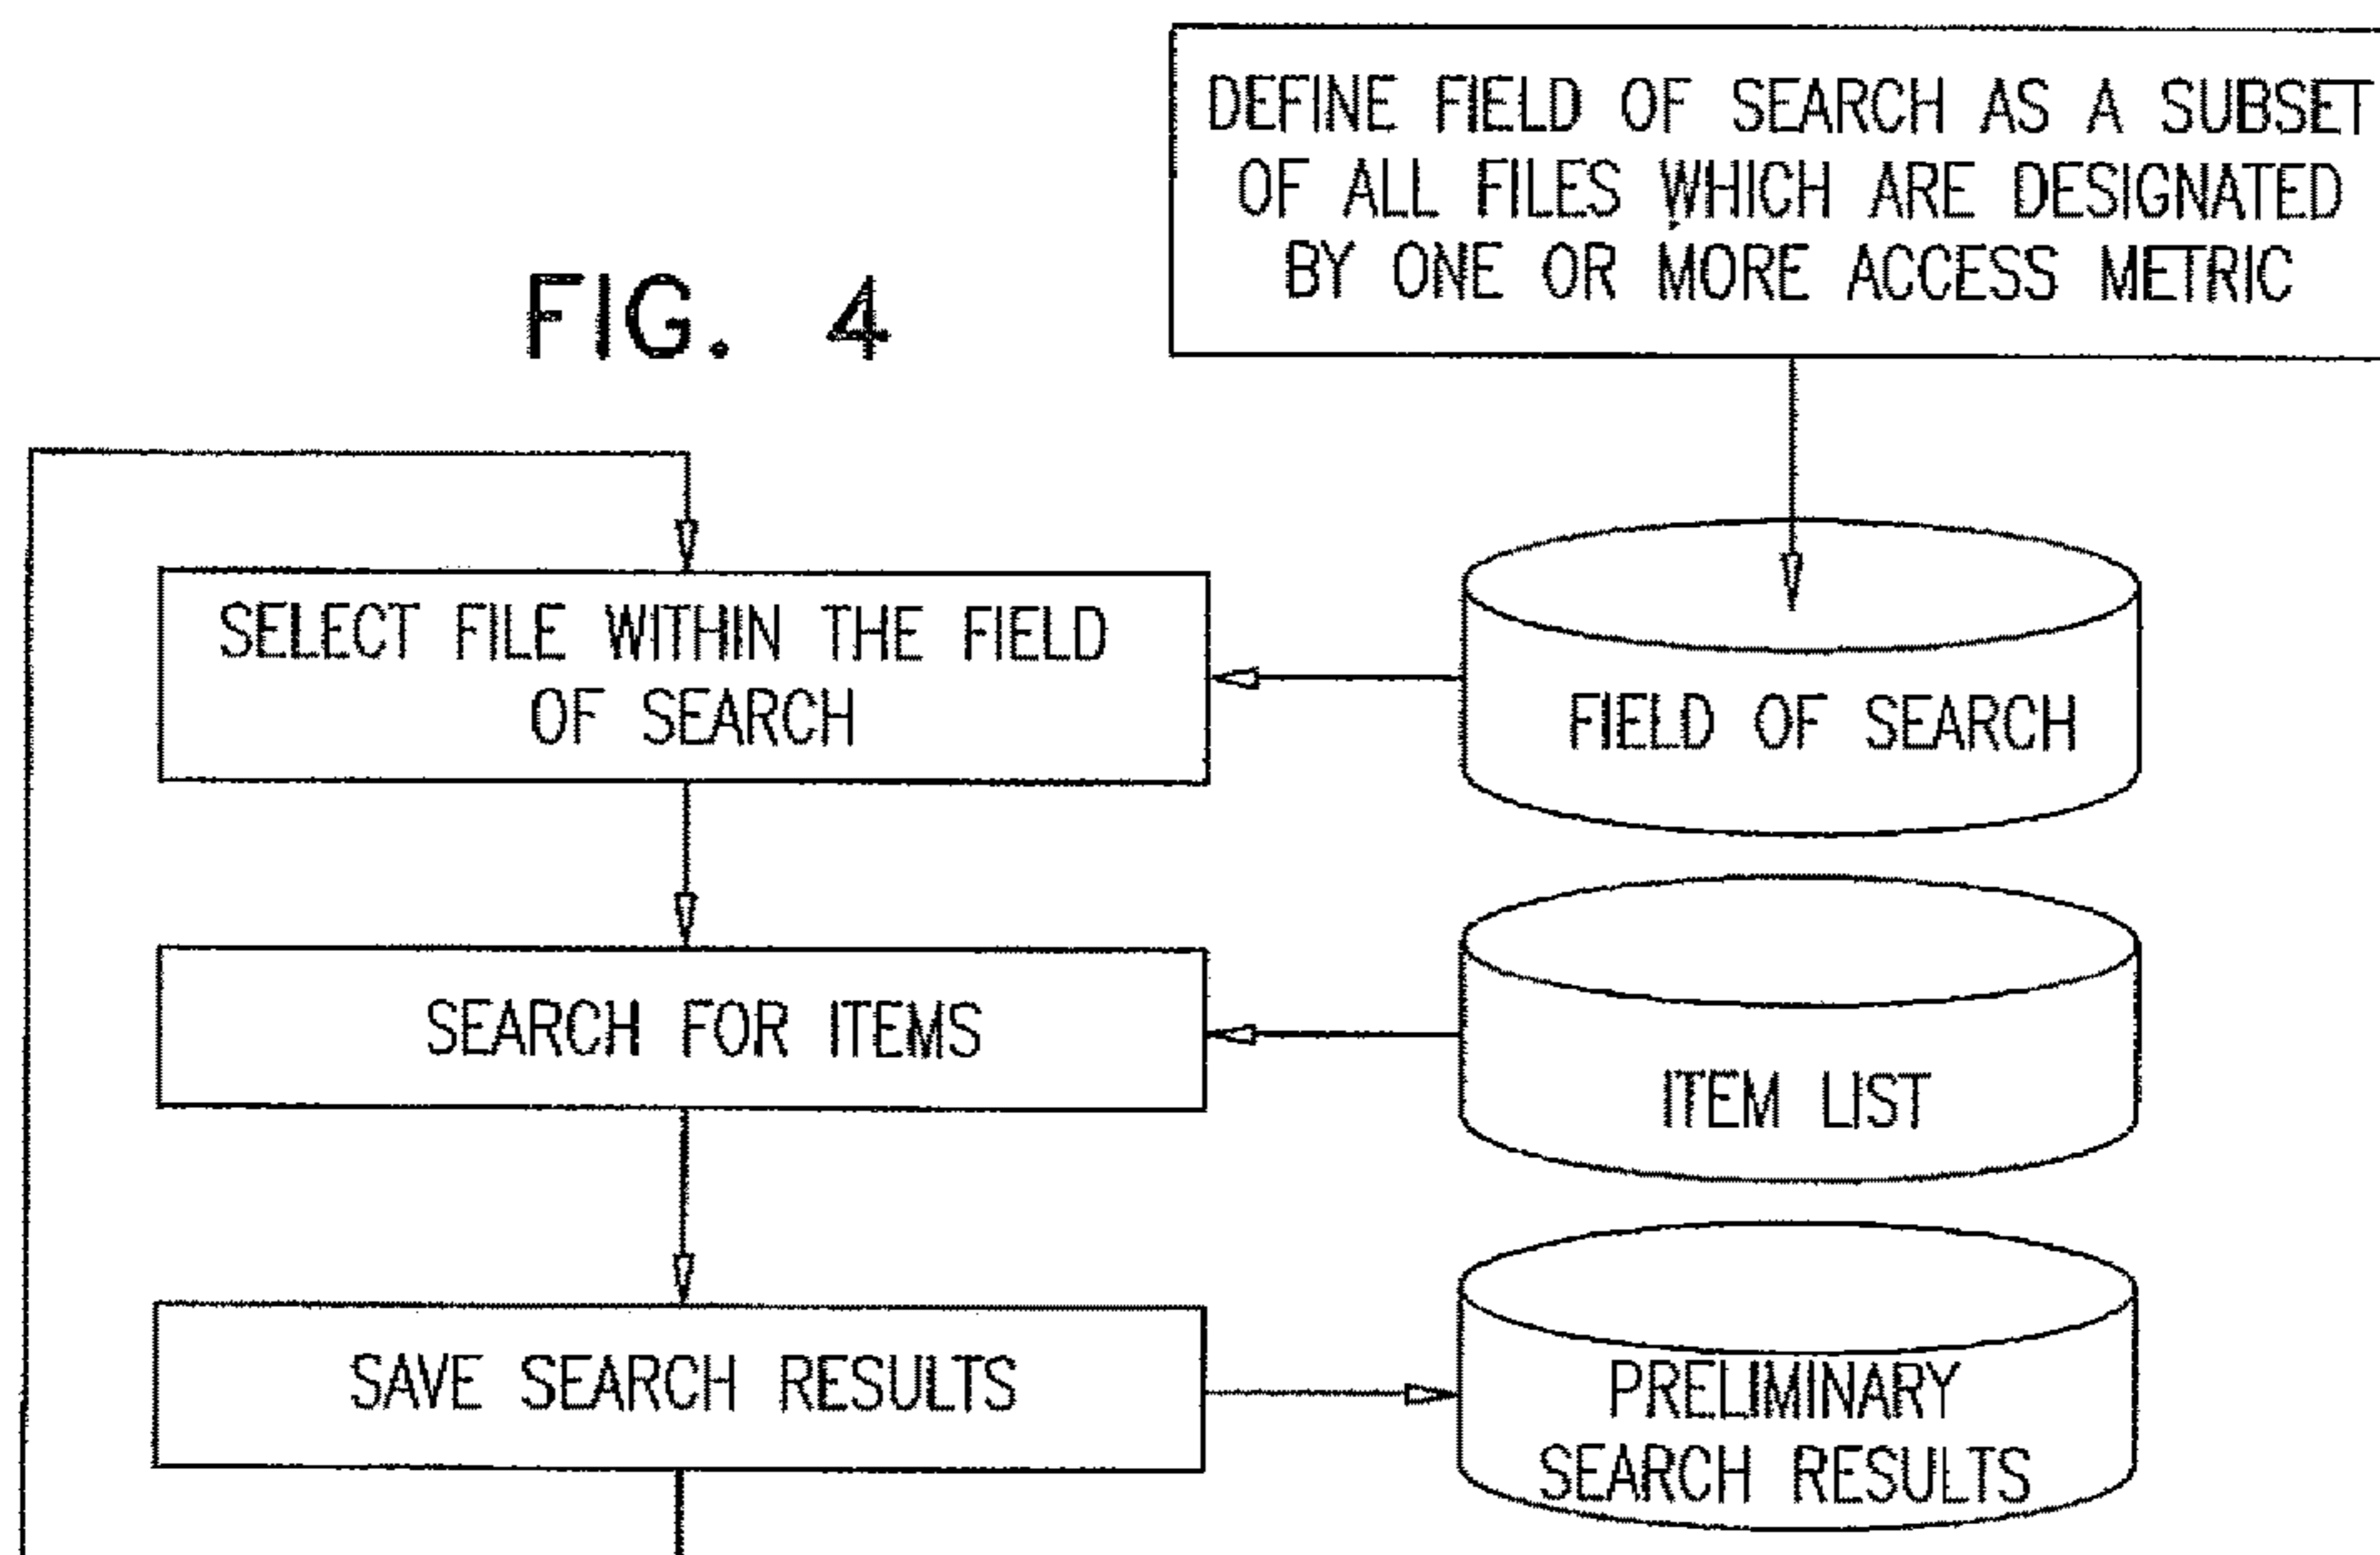 DEFINE FIELD OF SEARCH AS A SUBSET
OF ALL FILES WHICH ARE DESIGNATED
BY ONE OR MORE ACCESS METRIC
FIG. 4
SELECT FILE WITHIN THE FIELD
OF SEARCH
FIELD OF SEARCH
SEARCH FOR ITEMS
ITEM LIST
SAVE SEARCH RESULTS
PRELIMINARY
SEARCH RESULTS